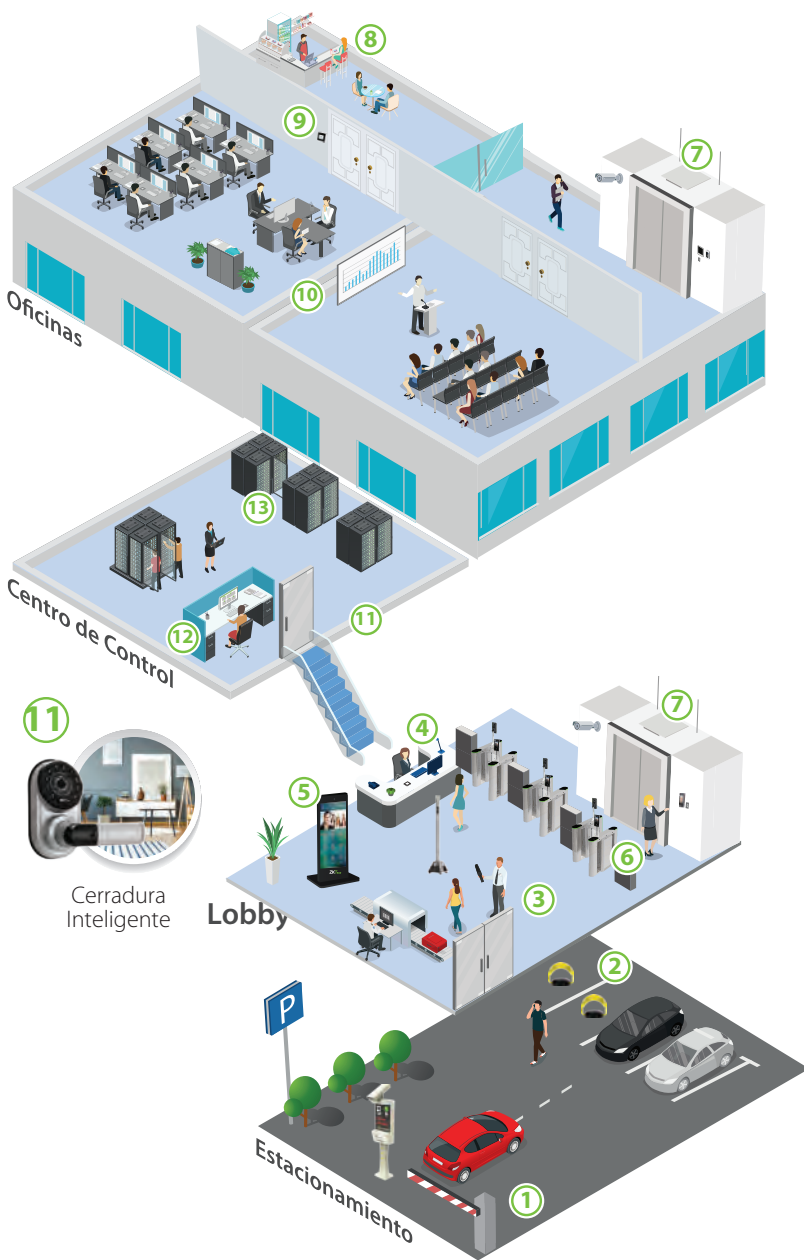 8
9
7
10
Oficinas
13
11
12
Centro de Control
11
7
4
5
6
Cerradura
Inteligente
Lobby
3
2
P
Estacionamiento
1